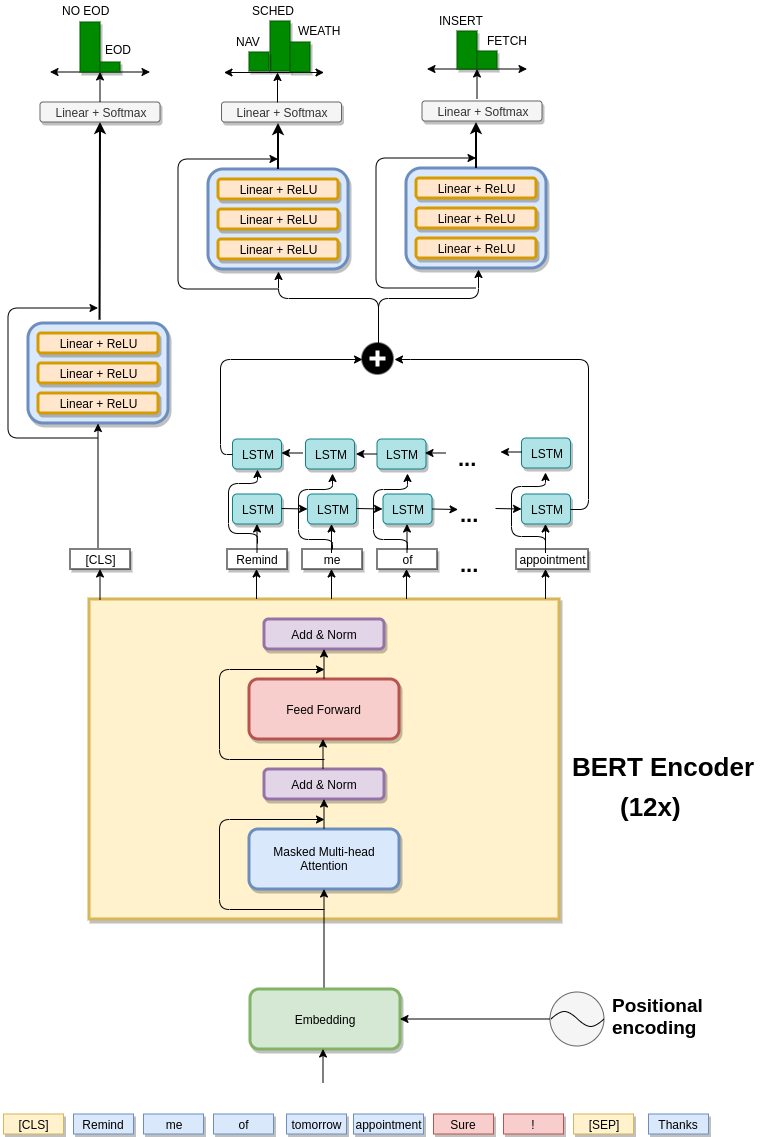 NO EOD
EOD
SCHED
NAV
WEATH
INSERT
FETCH
Linear + Softmax
Linear + Softmax
Linear + Softmax
Linear + ReLU
Linear + ReLU
Linear + ReLU
Linear + ReLU
Linear + ReLU
Linear + ReLU
Linear + ReLU
Linear + ReLU
Linear + ReLU
+
LSTM
LSTM
LSTM
...
LSTM
LSTM
LSTM
LSTM
...
LSTM
[CLS]
Remind
me
of
...
appointment
Add & Norm
Feed Forward
Add & Norm
Masked Multi-head
Attention
BERT Encoder
(12x)
Embedding
Positional
encoding
[CLS]
Remind
me
of
tomorrow
appointment
Sure
!
[SEP]
Thanks